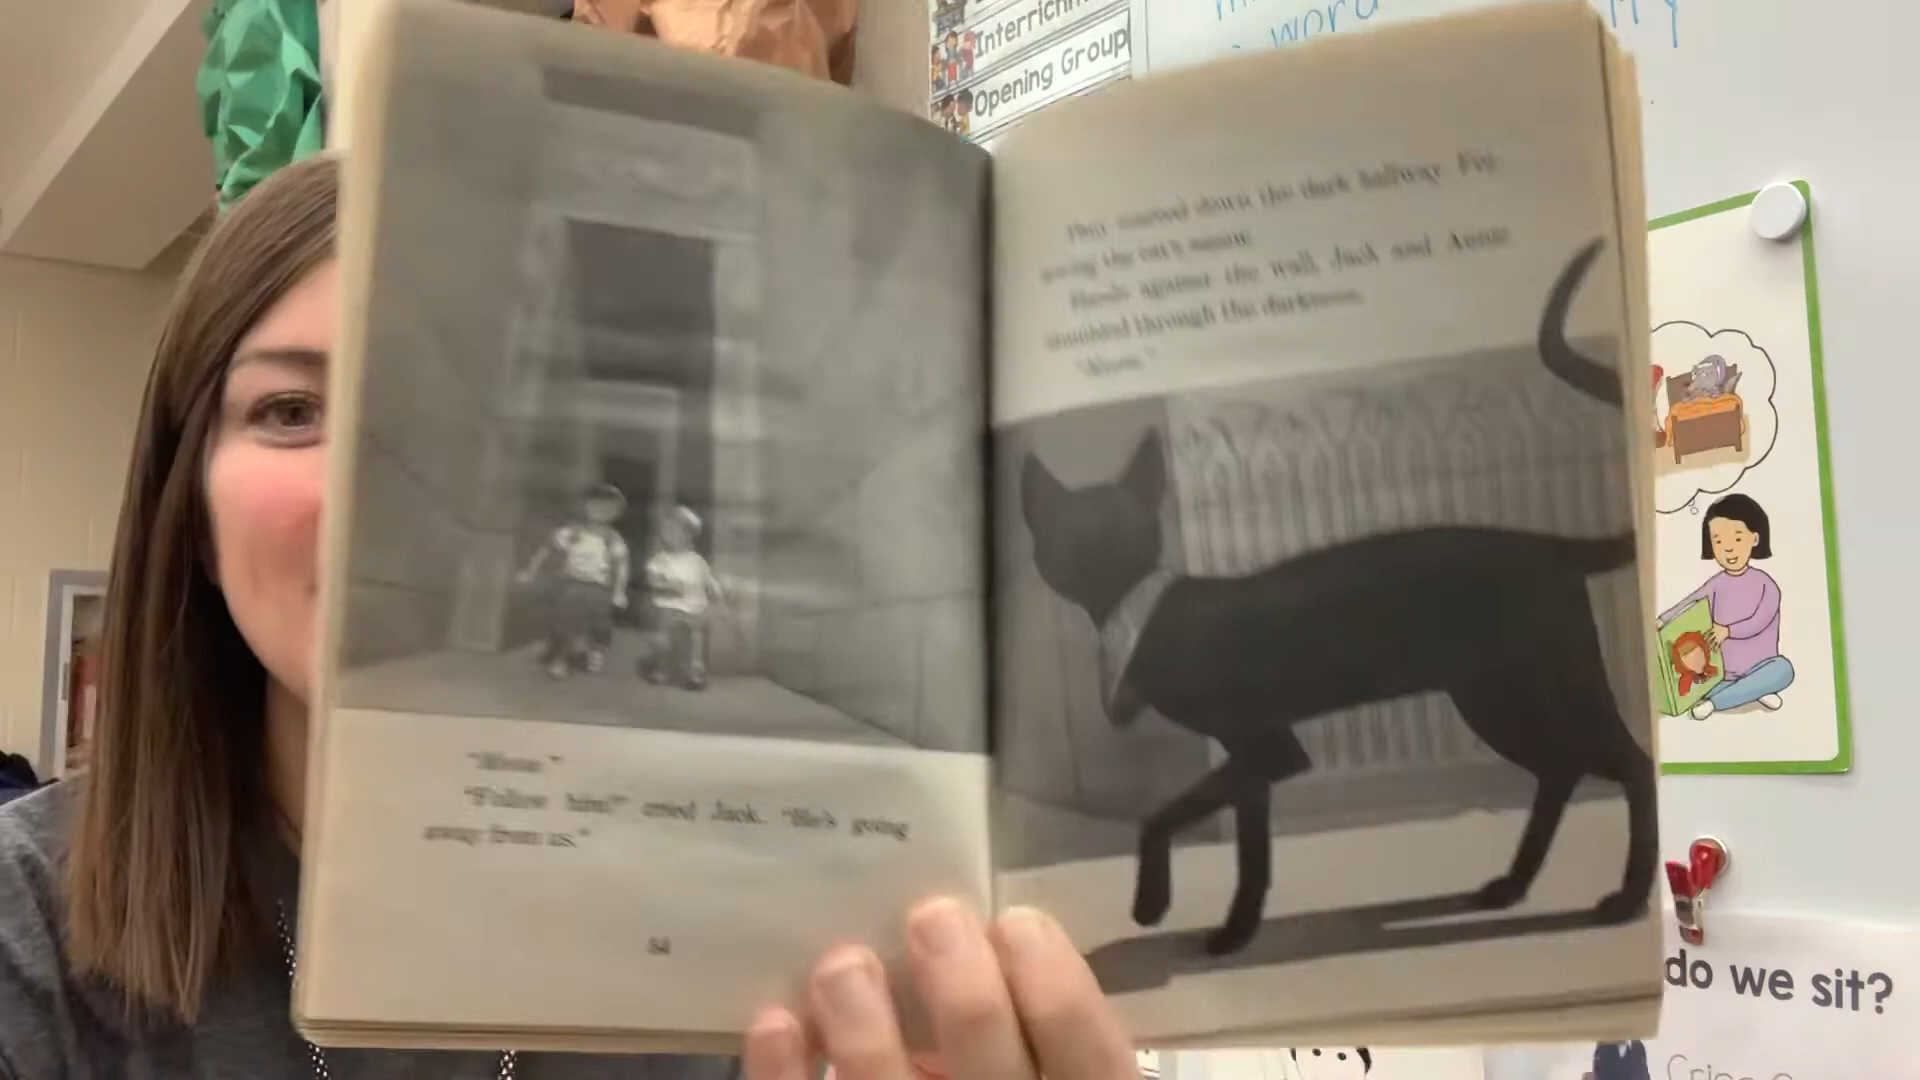 Interrichm
Opening Group
word
"Meow."
"Follow him!" cried Jack. "He's going
away from us."
54
They started down the dark hallway. Fol-
lowing the cat's meow.
Hands against the wall, Jack and Annie
stumbled through the darkness.
"Meow."
do we sit?